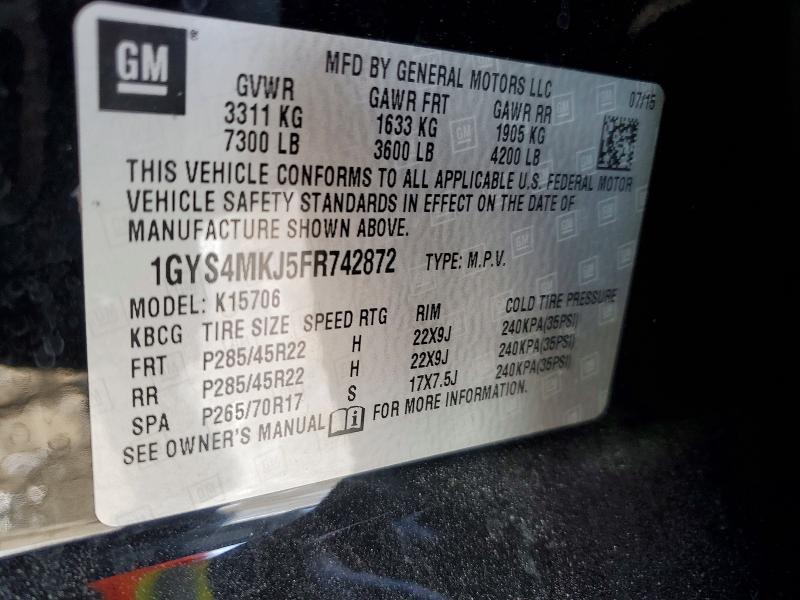 GM
MFD BY GENERAL MOTORS LLC
07/15
GVWR GAWR FRT GAWR RR
3311 KG 1633 KG 1905 KG
7300 LB 3600 LB 4200 LB
THIS VEHICLE CONFORMS TO ALL APPLICABLE U.S. FEDERAL MOTOR
VEHICLE SAFETY STANDARDS IN EFFECT ON THE DATE OF
MANUFACTURE SHOWN ABOVE.
1GYS4MKJ5FR742872 TYPE: M.P.V.
MODEL: K15706
KBCG TIRE SIZE SPEED RTG RIM COLD TIRE PRESSURE
FRT P285/45R22 H 22X9J 240KPA(35PSI)
RR P285/45R22 H 22X9J 240KPA(35PSI)
SPA P265/70R17 S 17X7.5J 240KPA(35PSI)
SEE OWNER'S MANUAL i FOR MORE INFORMATION.